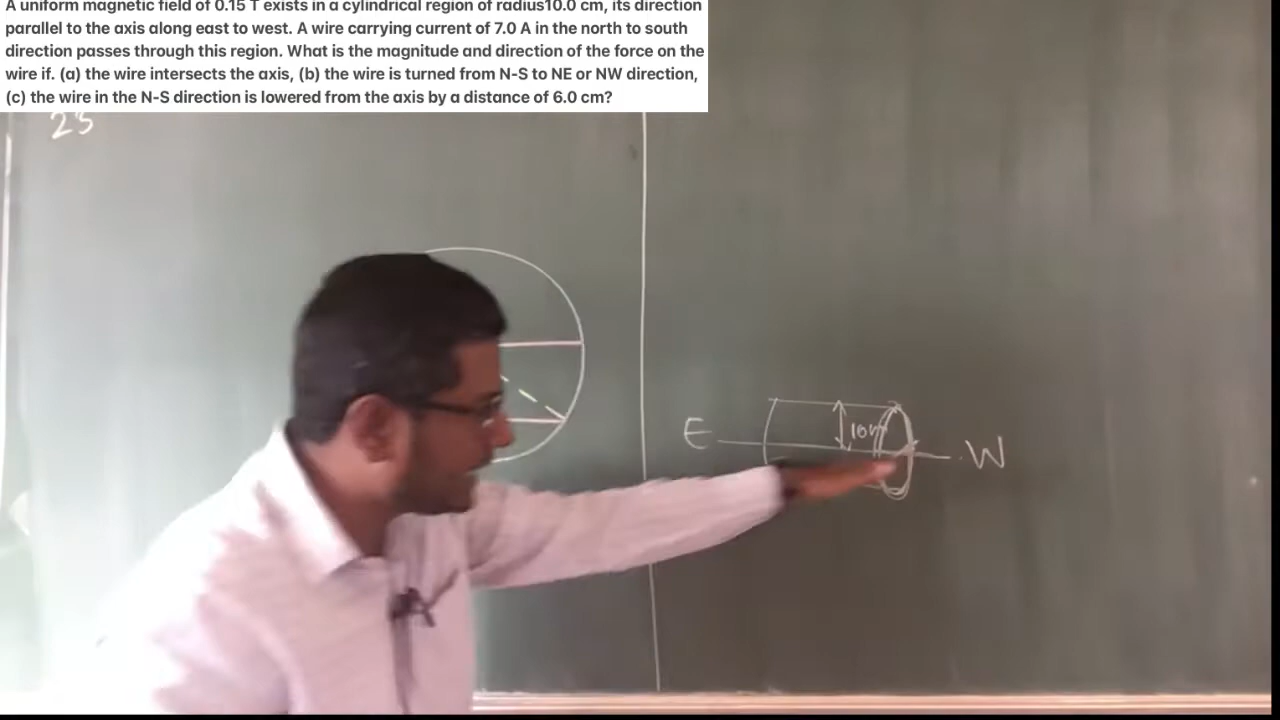 A uniform magnetic field of 0.15 T exists in a cylindrical region of radius10.0 cm, its direction
parallel to the axis along east to west. A wire carrying current of 7.0 A in the north to south
direction passes through this region. What is the magnitude and direction of the force on the
wire if. (a) the wire intersects the axis, (b) the wire is turned from N-S to NE or NW direction,
(c) the wire in the N-S direction is lowered from the axis by a distance of 6.0 cm?
E
W